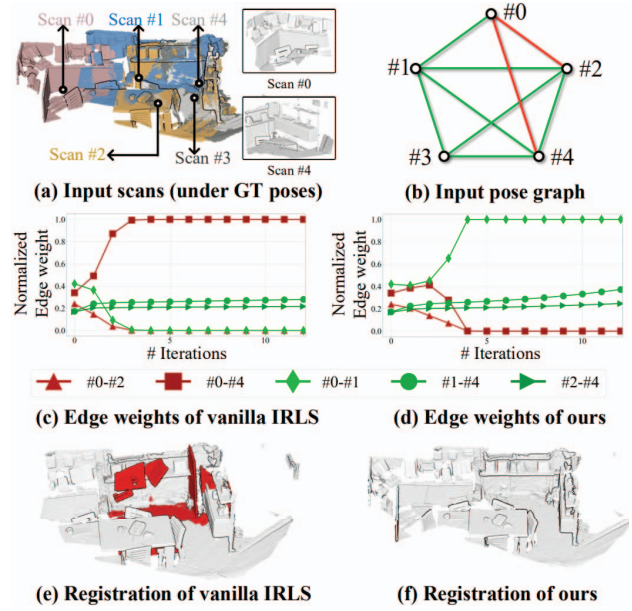 Scan #0 Scan #1 Scan #4
Scan #0
Scan #2 Scan #3
Scan #4
(a) Input scans (under GT poses)
#0
#1 #2
#3 #4
(b) Input pose graph
Normalized
Edge weight
1.0
0.8
0.6
0.4
0.2
0.0
0 5 10
# Iterations
Normalized
Edge weight
1.0
0.8
0.6
0.4
0.2
0.0
0 5 10
# Iterations
#0-#2 #0-#4 #0-#1 #1-#4 #2-#4
(c) Edge weights of vanilla IRLS
(d) Edge weights of ours
(e) Registration of vanilla IRLS
(f) Registration of ours